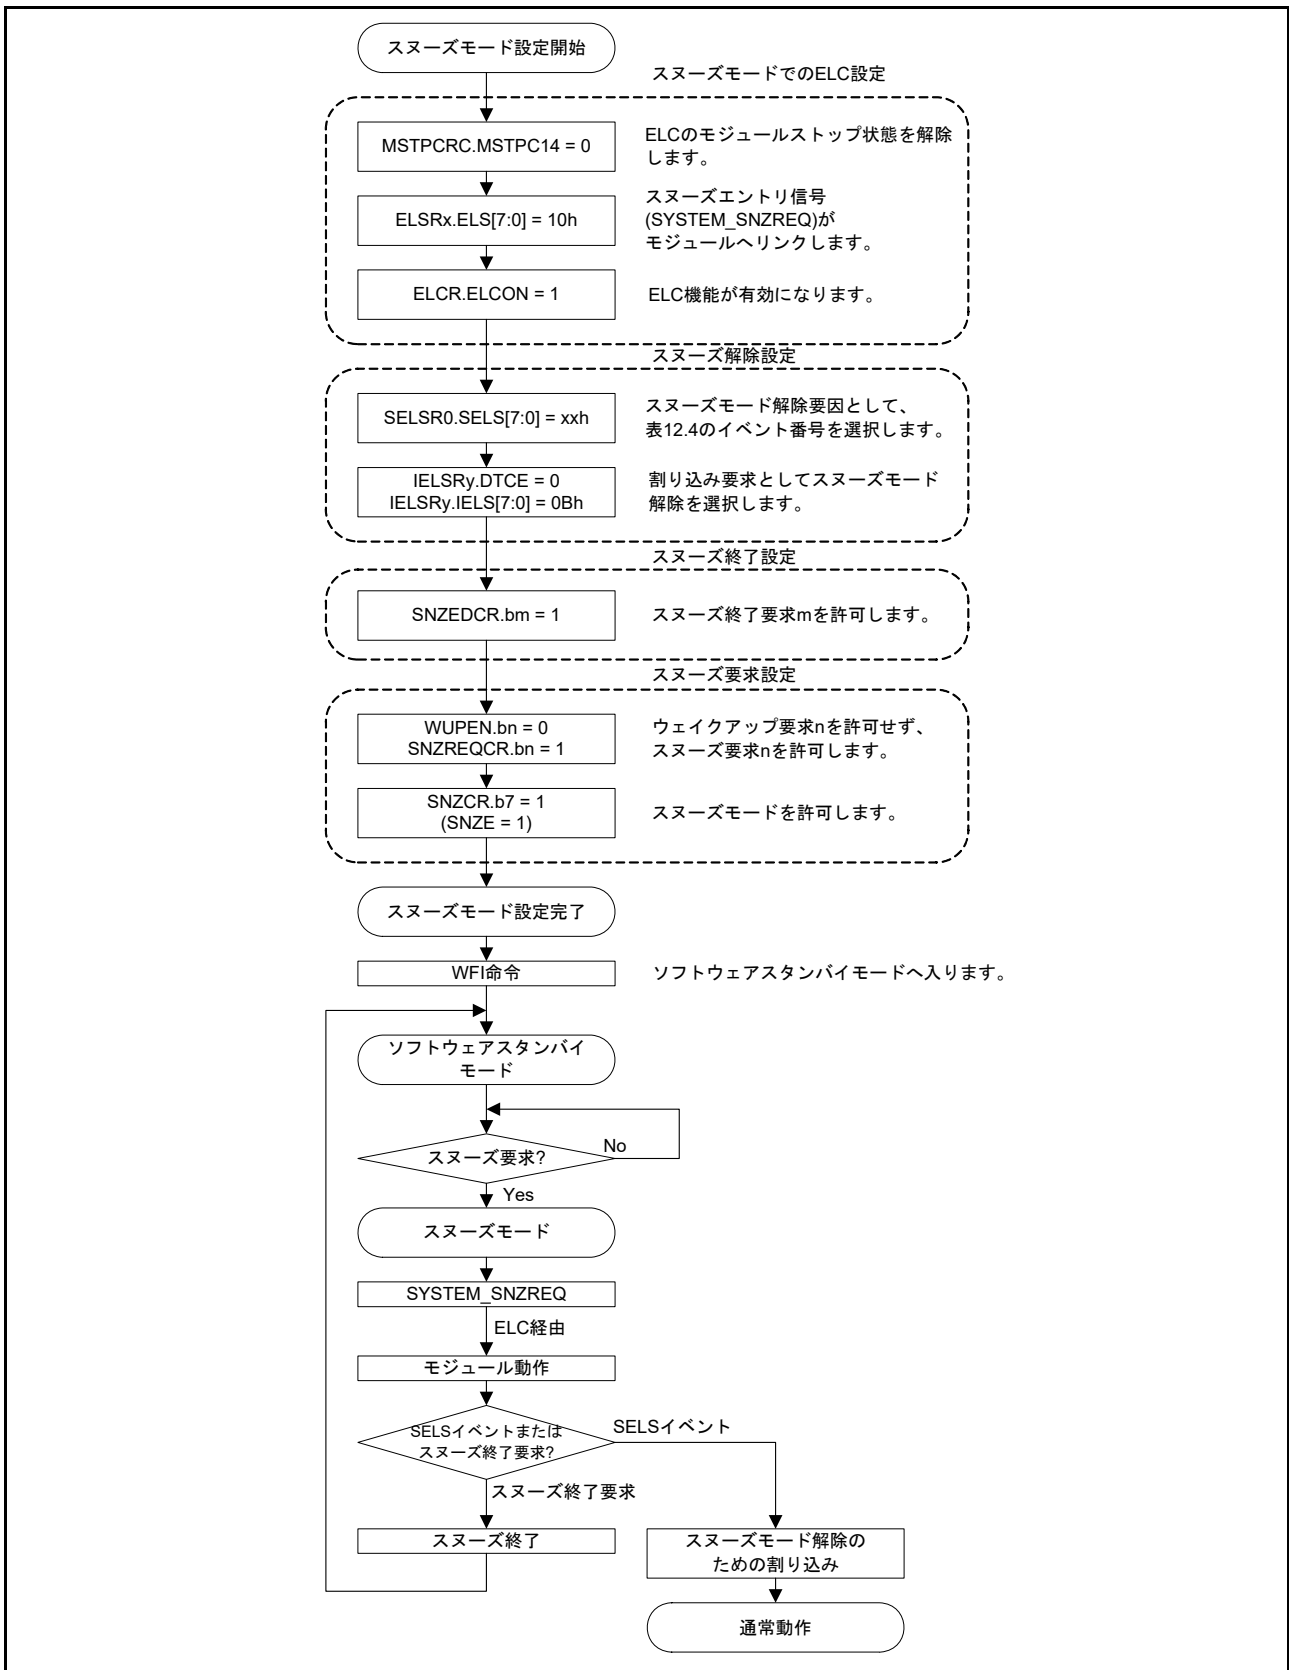 スヌーズモード設定開始
スヌーズモードでのELC設定
MSTPCRC.MSTPC14 = 0
ELCのモジュールストップ状態を解除
します。
ELSRx.ELS[7:0] = 10h
スヌーズエントリ信号
(SYSTEM_SNZREQ)が
モジュールへリンクします。
ELCR.ELCON = 1
ELC機能が有効になります。
スヌーズ解除設定
SELSR0.SELS[7:0] = xxh
スヌーズモード解除要因として、
表12.4のイベント番号を選択します。
IELSRy.DTCE = 0
IELSRy.IELS[7:0] = 0Bh
割り込み要求としてスヌーズモード
解除を選択します。
スヌーズ終了設定
SNZEDCR.bm = 1
スヌーズ終了要求mを許可します。
スヌーズ要求設定
WUPEN.bn = 0
SNZREQCR.bn = 1
ウェイクアップ要求nを許可せず、
スヌーズ要求nを許可します。
SNZCR.b7 = 1
(SNZE = 1)
スヌーズモードを許可します。
スヌーズモード設定完了
WFI命令
ソフトウェアスタンバイモードへ入ります。
ソフトウェアスタンバイ
モード
スヌーズ要求?
No
Yes
スヌーズモード
SYSTEM_SNZREQ
ELC経由
モジュール動作
SELSイベントまたは
スヌーズ終了要求?
SELSイベント
スヌーズ終了要求
スヌーズ終了
スヌーズモード解除の
ための割り込み
通常動作